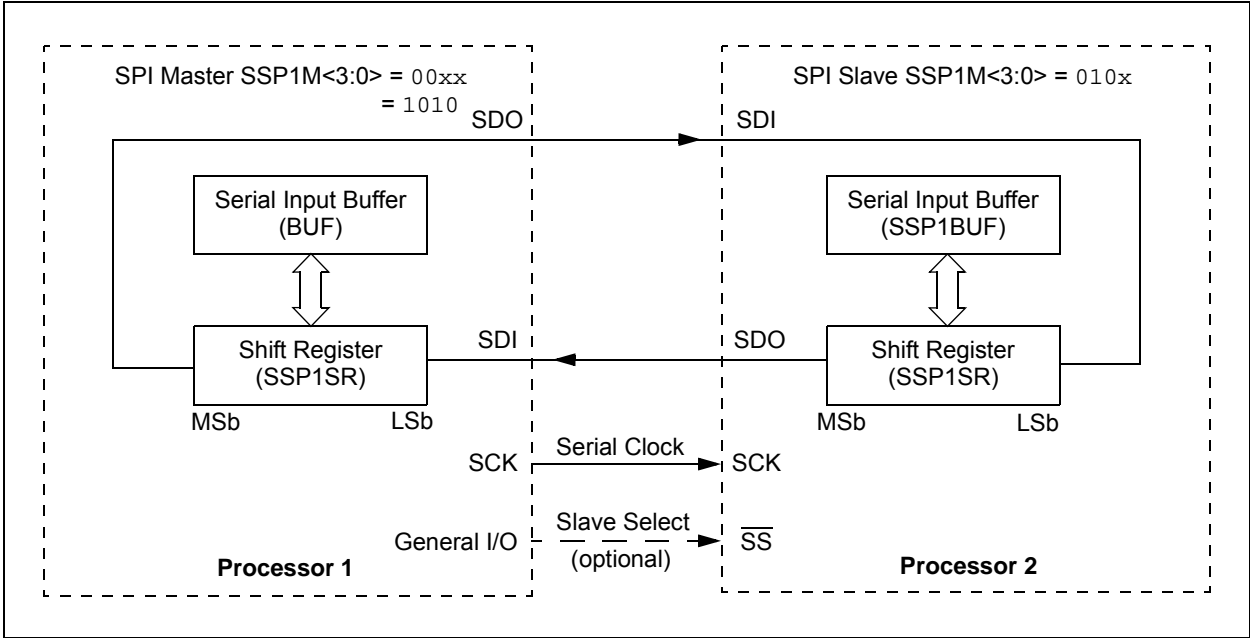 SPI Master SSP1M<3:0> = 00xx
= 1010
SPI Slave SSP1M<3:0> = 010x
SDO
SDI
Serial Input Buffer
(BUF)
Serial Input Buffer
(SSP1BUF)
SDI
SDO
Shift Register
(SSP1SR)
Shift Register
(SSP1SR)
MSb
LSb
MSb
LSb
SCK
Serial Clock
SCK
General I/O
Slave Select
(optional)
SS
Processor 1
Processor 2